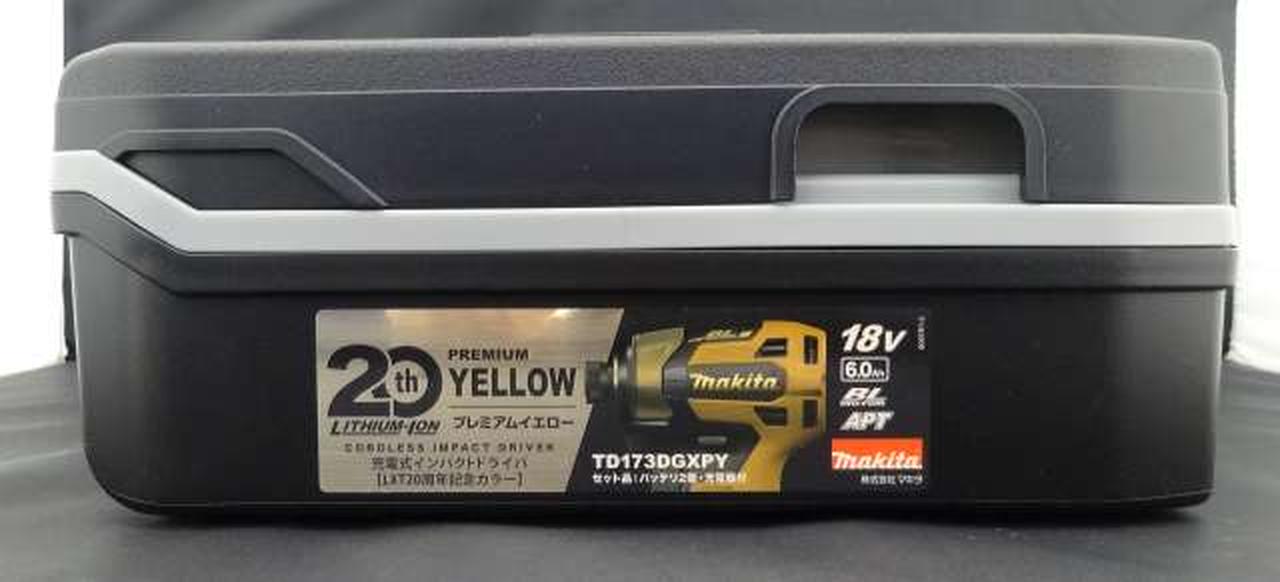 20th
LITHIUM-ION
PREMIUM
YELLOW
プレミアムイエロー
CORDLESS IMPACT DRIVER
充電式インパクトドライバ
[LXT20周年記念カラー]
BL
makita
TD173DGXPY
セット品|バッテリ2個・充電器付
18V
6.0Ah
BL
MOTOR
APT
makita
株式会社マキタ